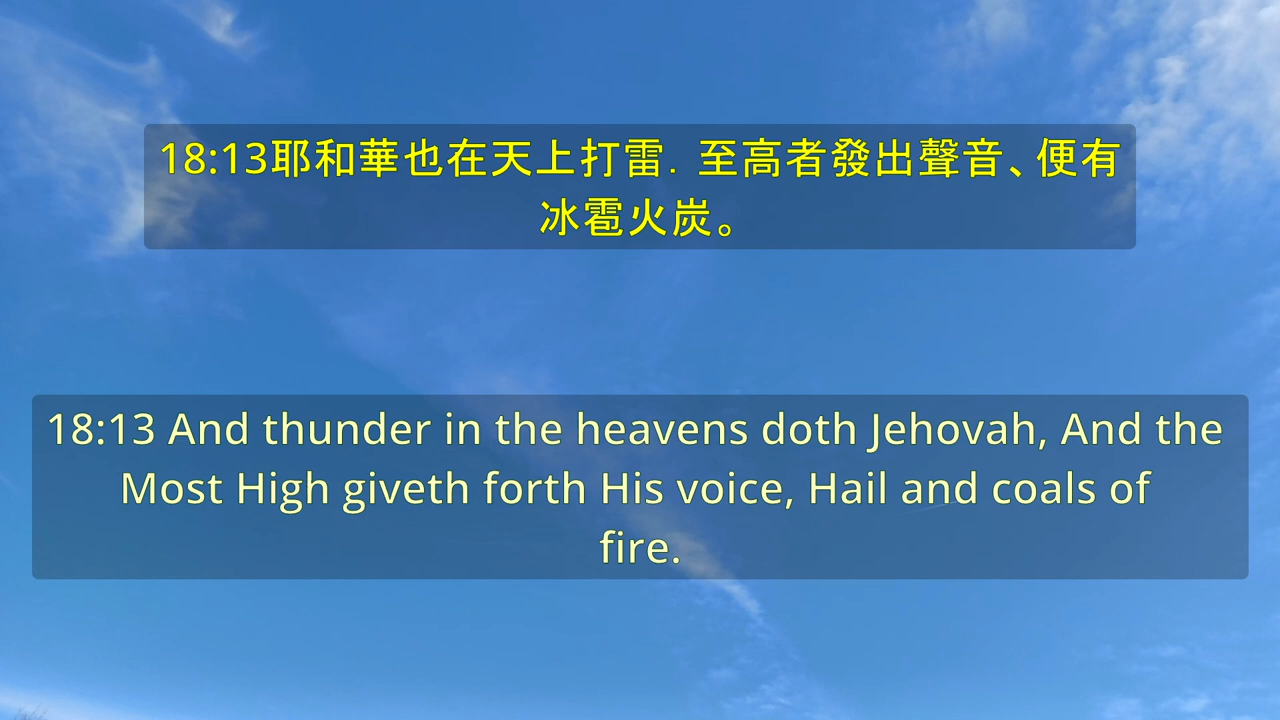 18:13耶和華也在天上打雷．至高者發出聲音、便有
冰雹火炭。
18:13 And thunder in the heavens doth Jehovah, And the
Most High giveth forth His voice, Hail and coals of
fire.